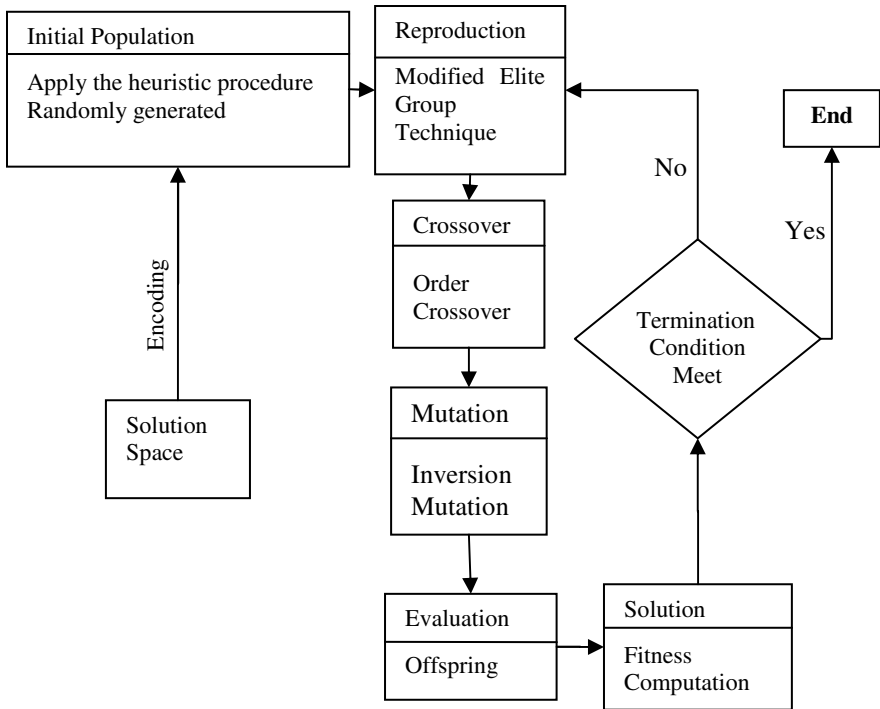 Initial Population
Apply the heuristic procedure
Randomly generated
Reproduction
Modified Elite
Group
Technique
End
No
Yes
Crossover
Order
Crossover
Encoding
Termination
Condition
Meet
Solution
Space
Mutation
Inversion
Mutation
Evaluation
Offspring
Solution
Fitness
Computation